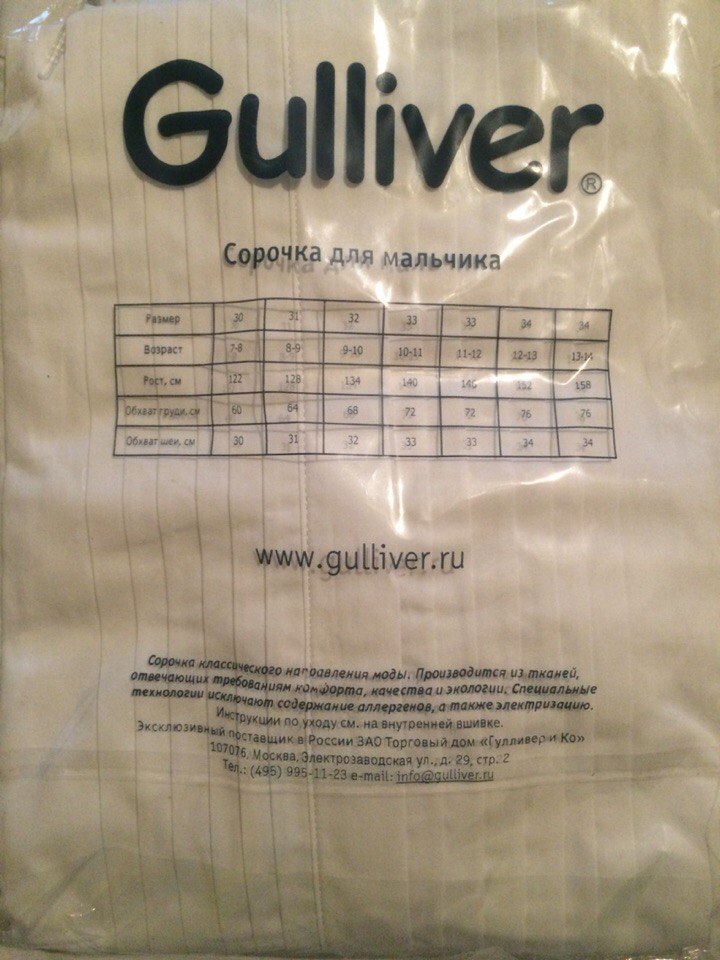 Gulliver®
Сорочка для мальчика
Размер 30 31 32 33 33 34 34
Возраст 7-8 8-9 9-10 10-11 11-12 12-13 13-14
Рост, см 122 128 134 140 146 152 158
Обхват груди, см 60 64 68 72 72 76 76
Обхват шеи, см 30 31 32 33 33 34 34
www.gulliver.ru
Сорочка классического направления моды. Производится из тканей,
отвечающих требованиям комфорта, качества и экологии. Специальные
технологии исключают содержание аллергенов, а также электризацию.
Инструкции по уходу см. на внутренней вшивке.
Эксклюзивный поставщик в России ЗАО Торговый дом «Гулливер и Ко»
107076, Москва, Электрозаводская ул., д. 29, стр. 2
Тел.: (495) 995-11-23 e-mail: info@gulliver.ru